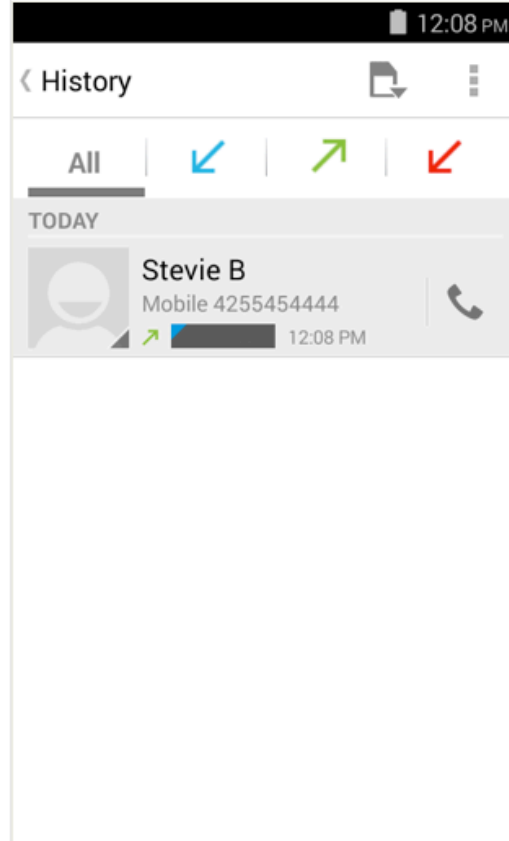 12:08 PM
History
All
TODAY
Stevie B
Mobile 4255454444
12:08 PM